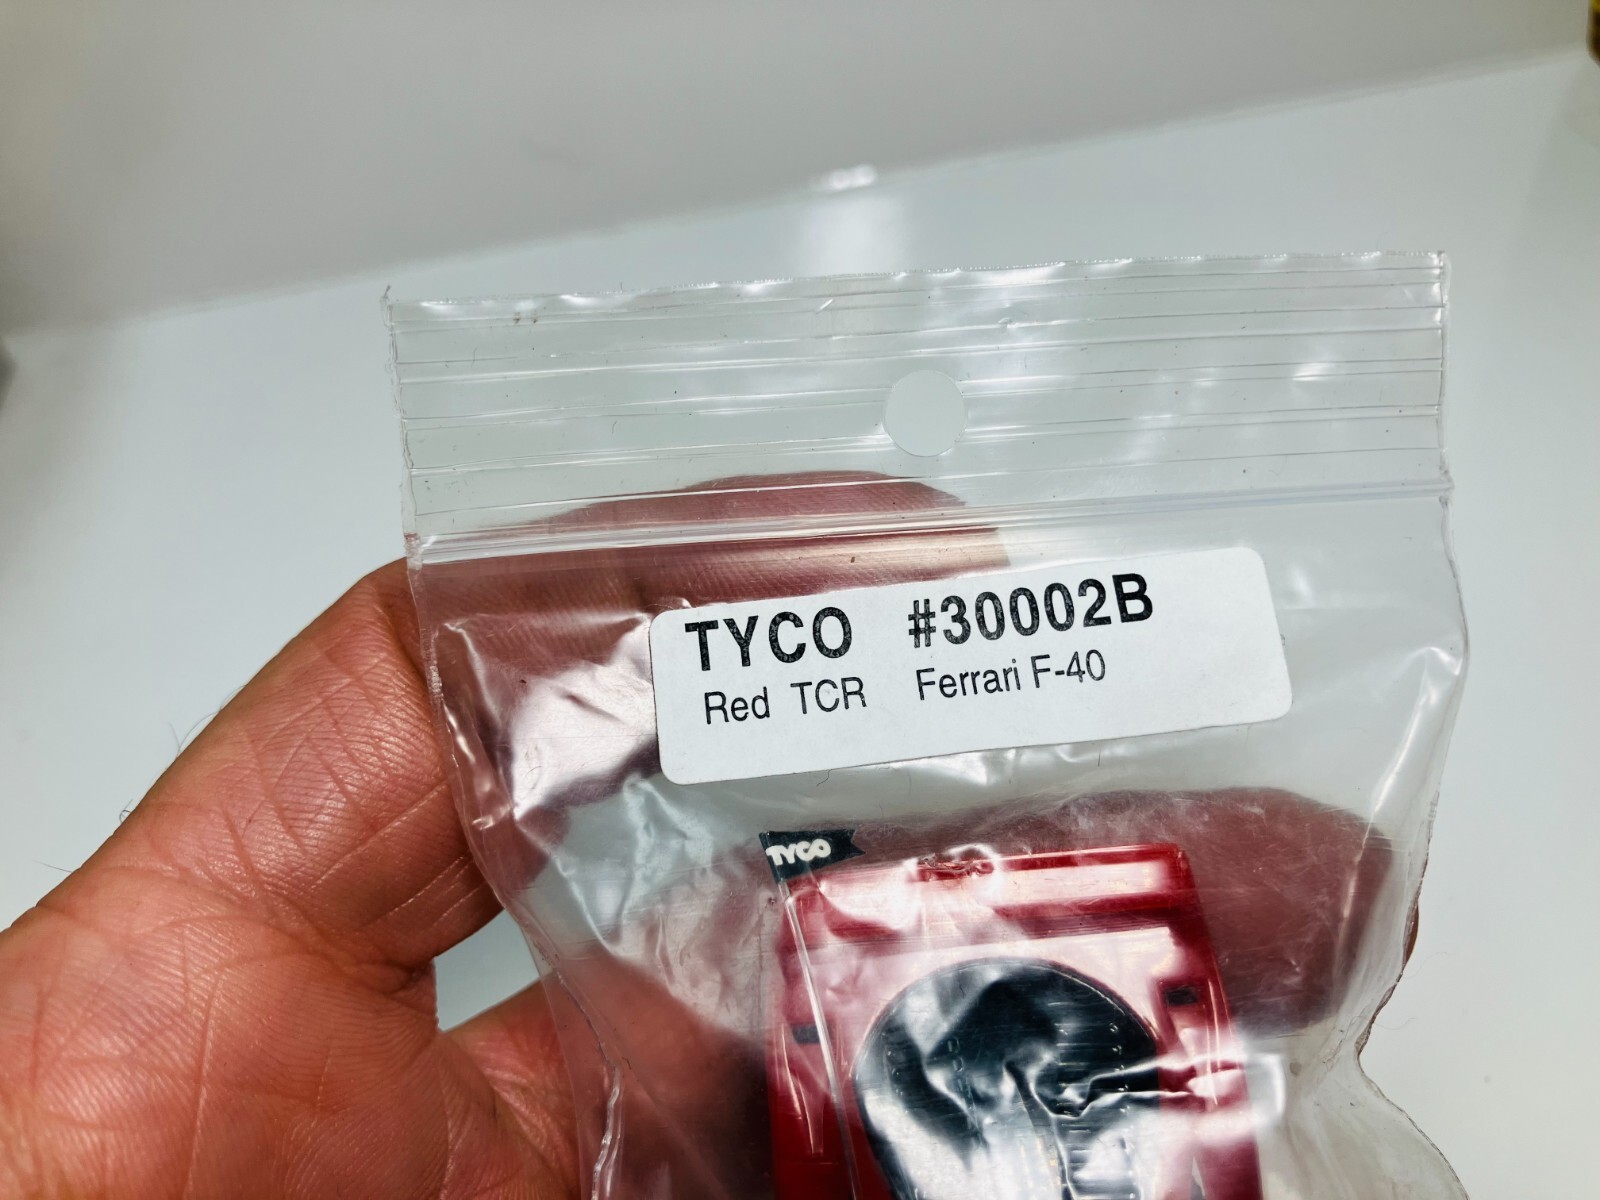 TYCO #30002B
Red TCR Ferrari F-40
TYCO